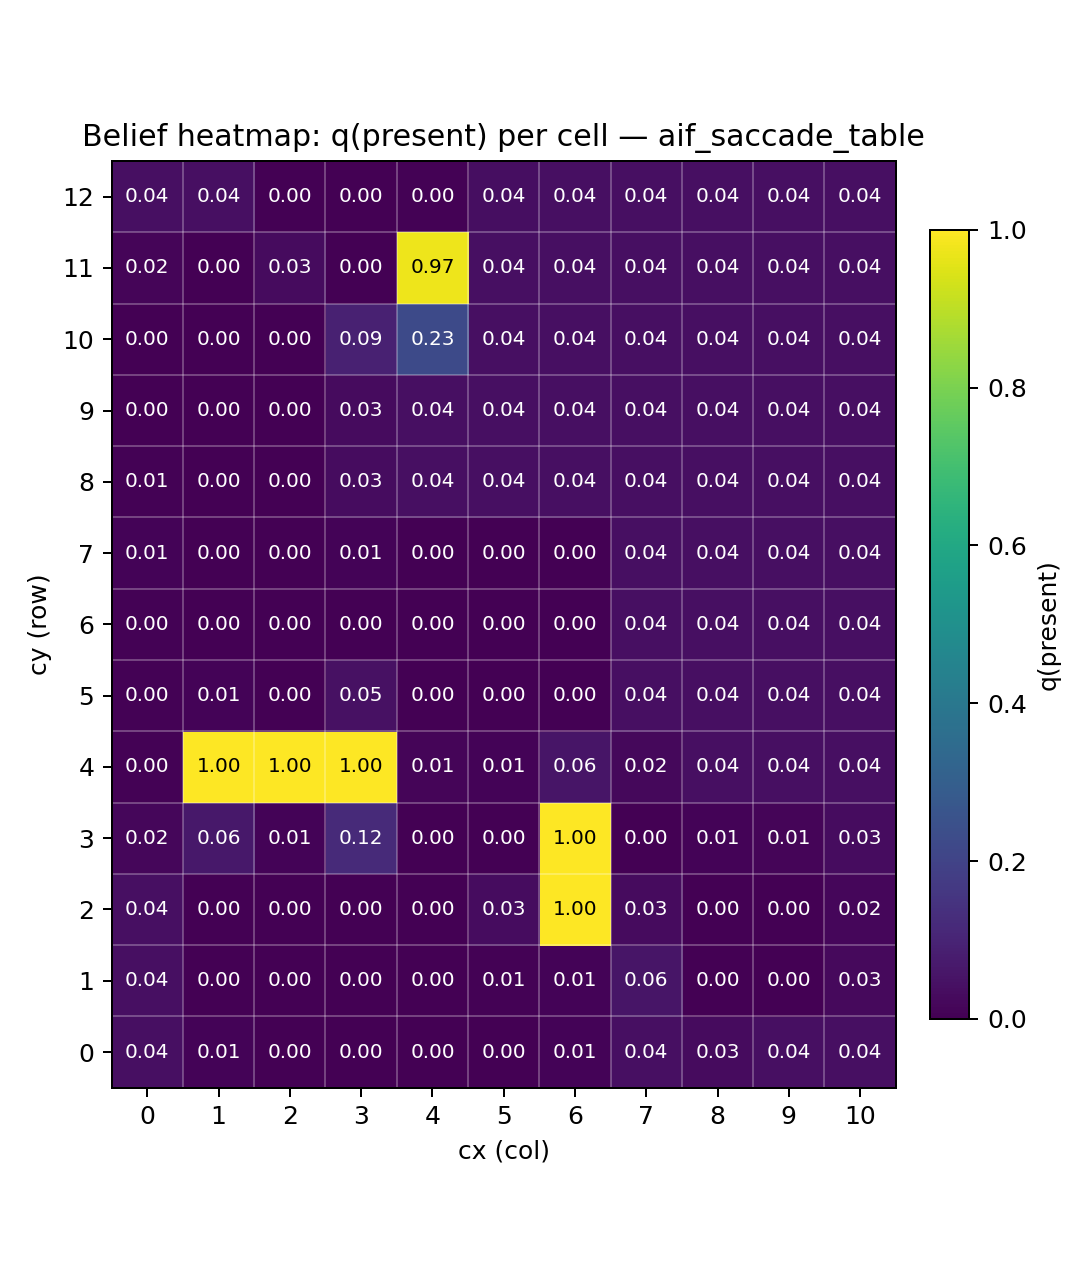 Belief heatmap: q(present) per cell — aif_saccade_table
12 0.04 0.04 0.00 0.00 0.00 0.04 0.04 0.04 0.04 0.04 0.04
11 0.02 0.00 0.03 0.00 0.97 0.04 0.04 0.04 0.04 0.04 0.04
10 0.00 0.00 0.00 0.09 0.23 0.04 0.04 0.04 0.04 0.04 0.04
9 0.00 0.00 0.00 0.03 0.04 0.04 0.04 0.04 0.04 0.04 0.04
8 0.01 0.00 0.00 0.03 0.04 0.04 0.04 0.04 0.04 0.04 0.04
7 0.01 0.00 0.00 0.01 0.00 0.00 0.00 0.04 0.04 0.04 0.04
6 0.00 0.00 0.00 0.00 0.00 0.00 0.00 0.04 0.04 0.04 0.04
5 0.00 0.01 0.00 0.05 0.00 0.00 0.00 0.04 0.04 0.04 0.04
4 0.00 1.00 1.00 1.00 0.01 0.01 0.06 0.02 0.04 0.04 0.04
3 0.02 0.06 0.01 0.12 0.00 0.00 1.00 0.00 0.01 0.01 0.03
2 0.04 0.00 0.00 0.00 0.00 0.03 1.00 0.03 0.00 0.00 0.02
1 0.04 0.00 0.00 0.00 0.00 0.01 0.01 0.06 0.00 0.00 0.03
0 0.04 0.01 0.00 0.00 0.00 0.00 0.01 0.04 0.03 0.04 0.04
0 1 2 3 4 5 6 7 8 9 10
cx (col)
cy (row)
1.0
0.8
0.6
0.4
0.2
0.0
q(present)